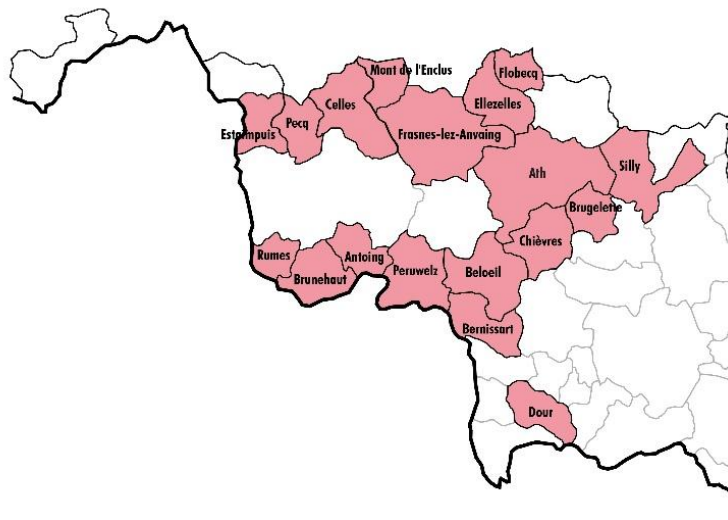 Mont de l'Enclus
Flobecq
Celles
Ellezelles
Estaimpuis
Pecq
Frasnes-lez-Anvaing
Ath
Silly
Brugelette
Chièvres
Rumes
Antoing
Brunehaut
Peruwelz
Beloeil
Bernissart
Dour